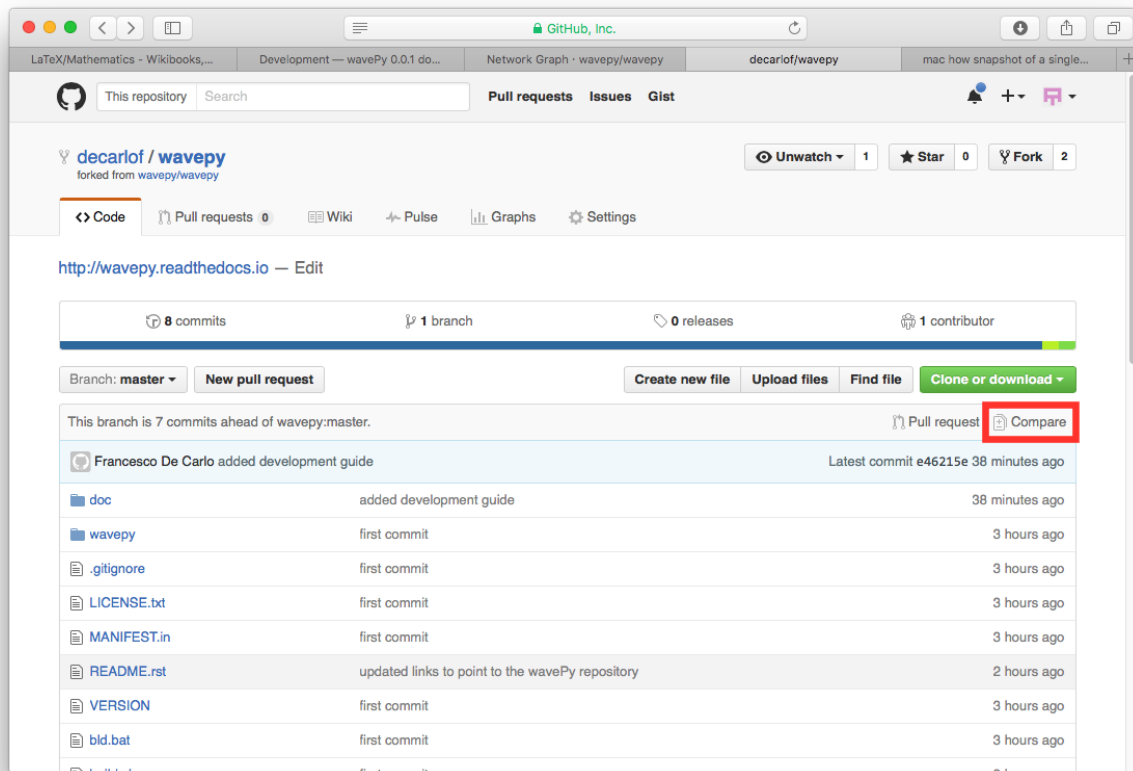 GitHub, Inc.
LaTeX/Mathematics - Wikibooks,... Development — wavePy 0.0.1 do... Network Graph · wavepy/wavepy decarlof/wavepy mac how snapshot of a single...
This repository Search Pull requests Issues Gist
decarlof / wavepy Unwatch 1 Star 0 Fork 2
forked from wavepy/wavepy
Code Pull requests 0 Wiki Pulse Graphs Settings
http://wavepy.readthedocs.io — Edit
8 commits 1 branch 0 releases 1 contributor
Branch: master New pull request Create new file Upload files Find file Clone or download
This branch is 7 commits ahead of wavepy:master. Pull request Compare
Francesco De Carlo added development guide Latest commit e46215e 38 minutes ago
doc added development guide 38 minutes ago
wavepy first commit 3 hours ago
.gitignore first commit 3 hours ago
LICENSE.txt first commit 3 hours ago
MANIFEST.in first commit 3 hours ago
README.rst updated links to point to the wavePy repository 2 hours ago
VERSION first commit 3 hours ago
bld.bat first commit 3 hours ago